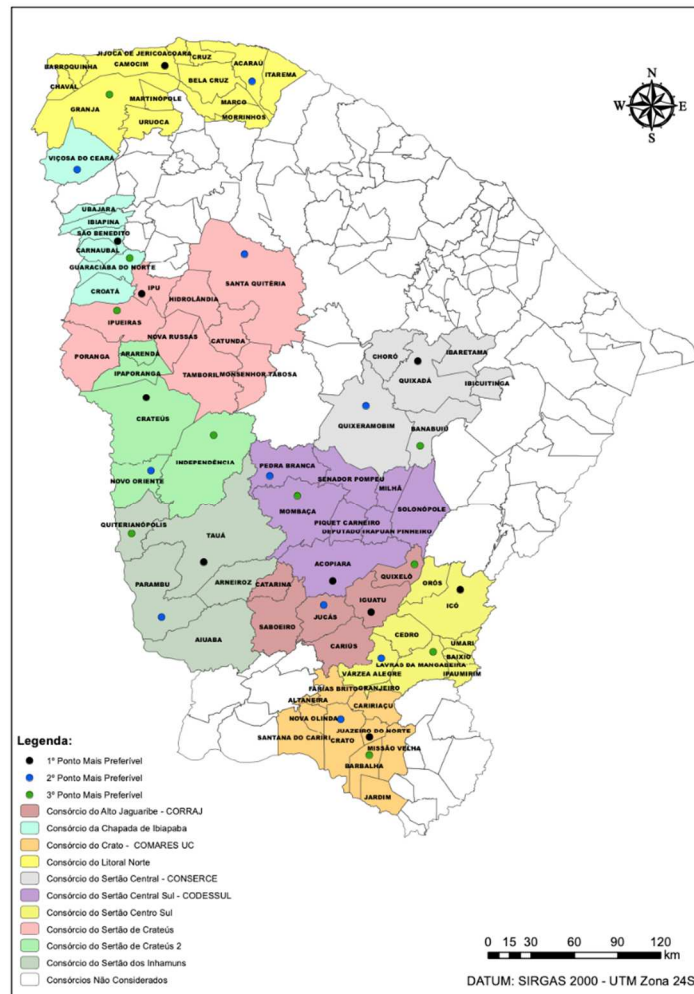 JIJOCA DE JERICOACOARA
CRUZ
BARROQUINHA
CAMOCIM
ACARAÚ
ITAREMA
CHAVAL
BELA CRUZ
GRANJA
MARTINÓPOLE
MARCO
URUOCA
MORRINHOS
N
W
E
S
VIÇOSA DO CEARÁ
UBAJARA
IBIAPINA
SÃO BENEDITO
CARNAUBAL
GUARACIABA DO NORTE
CROATÁ
IPU
HIDROLÂNDIA
SANTA QUITÉRIA
IPUEIRAS
NOVA RUSSAS
CATUNDA
PORANGA
ARARENDÁ
IPAPORANGA
TAMBORIL
MONSENHOR TABOSA
CHORÓ
IBARETAMA
QUIXADÁ
IBICUITINGA
QUIXERAMOBIM
BANABUIÚ
CRATEÚS
INDEPENDÊNCIA
NOVO ORIENTE
PEDRA BRANCA
SENADOR POMPEU
MILHÃ
SOLONÓPOLE
MOMBAÇA
PIQUET CARNEIRO
DEPUTADO IRAPUAN PINHEIRO
QUITERIANÓPOLIS
TAUÁ
ACOPIARA
QUIXELÔ
PARAMBU
ARNEIROZ
CATARINA
ORÓS
ICÓ
IGUATU
JUCÁS
SABOEIRO
AIUABA
CARIÚS
CEDRO
UMARI
LAVRAS DA MANGABEIRA
BAIXIO
VÁRZEA ALEGRE
IPAUMIRIM
FARIAS BRITO
GRANJEIRO
ALTANEIRA
CARIRIAÇU
NOVA OLINDA
JUAZEIRO DO NORTE
SANTANA DO CARIRI
CRATO
MISSÃO VELHA
BARBALHA
JARDIM
Legenda:
1º Ponto Mais Preferível
2º Ponto Mais Preferível
3º Ponto Mais Preferível
Consórcio do Alto Jaguaribe - CORRAJ
Consórcio da Chapada de Ibiapaba
Consórcio do Crato - COMARES UC
Consórcio do Litoral Norte
Consórcio do Sertão Central - CONSERCE
Consórcio do Sertão Central Sul - CODESSUL
Consórcio do Sertão Centro Sul
Consórcio do Sertão de Crateús
Consórcio do Sertão de Crateús 2
Consórcio do Sertão dos Inhamuns
Consórcios Não Considerados
0 15 30 60 90 120
km
DATUM: SIRGAS 2000 - UTM Zona 24S